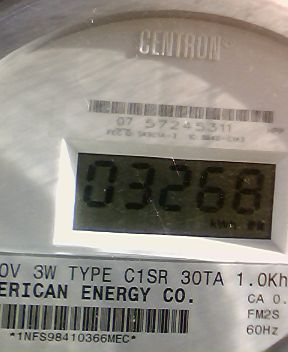 CENTRON
07 57245311
03268
0V 3W TYPE C1SR 30TA 1.0Kh
ERICAN ENERGY CO.
CA 0.
FM2S
60Hz
*1NFS98410366MEC*